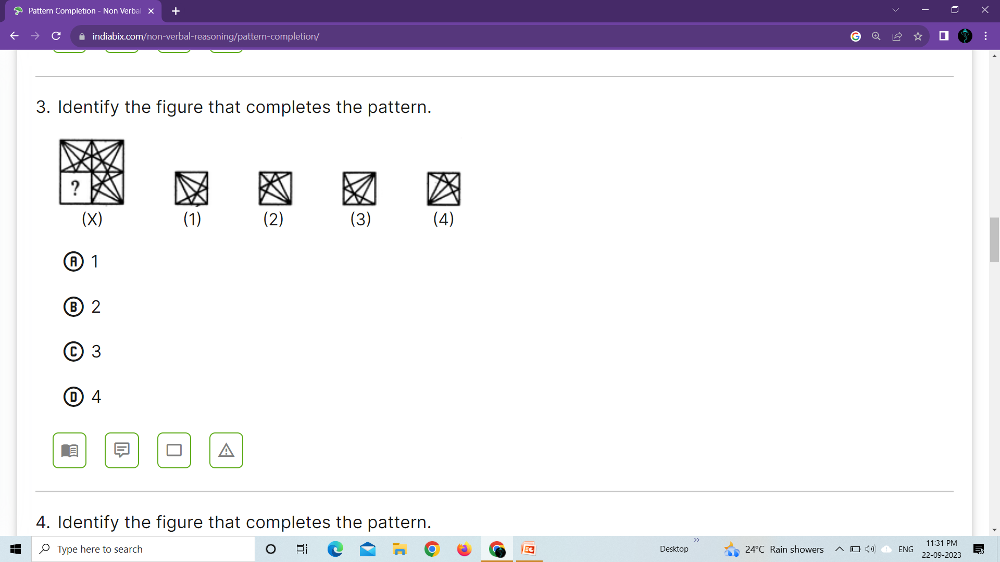 Pattern Completion - Non Verbal
indiabix.com/non-verbal-reasoning/pattern-completion/
3. Identify the figure that completes the pattern.
?
(X) (1) (2) (3) (4)
A 1
B 2
C 3
D 4
4. Identify the figure that completes the pattern.
Type here to search
Desktop
24°C Rain showers
ENG
11:31 PM
22-09-2023